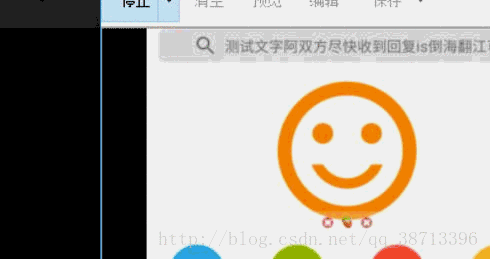 停止 清空 预览 编辑 保存
测试文字阿双方尽快收到回复is倒海翻江
http://blog.csdn.net/qq_38713396